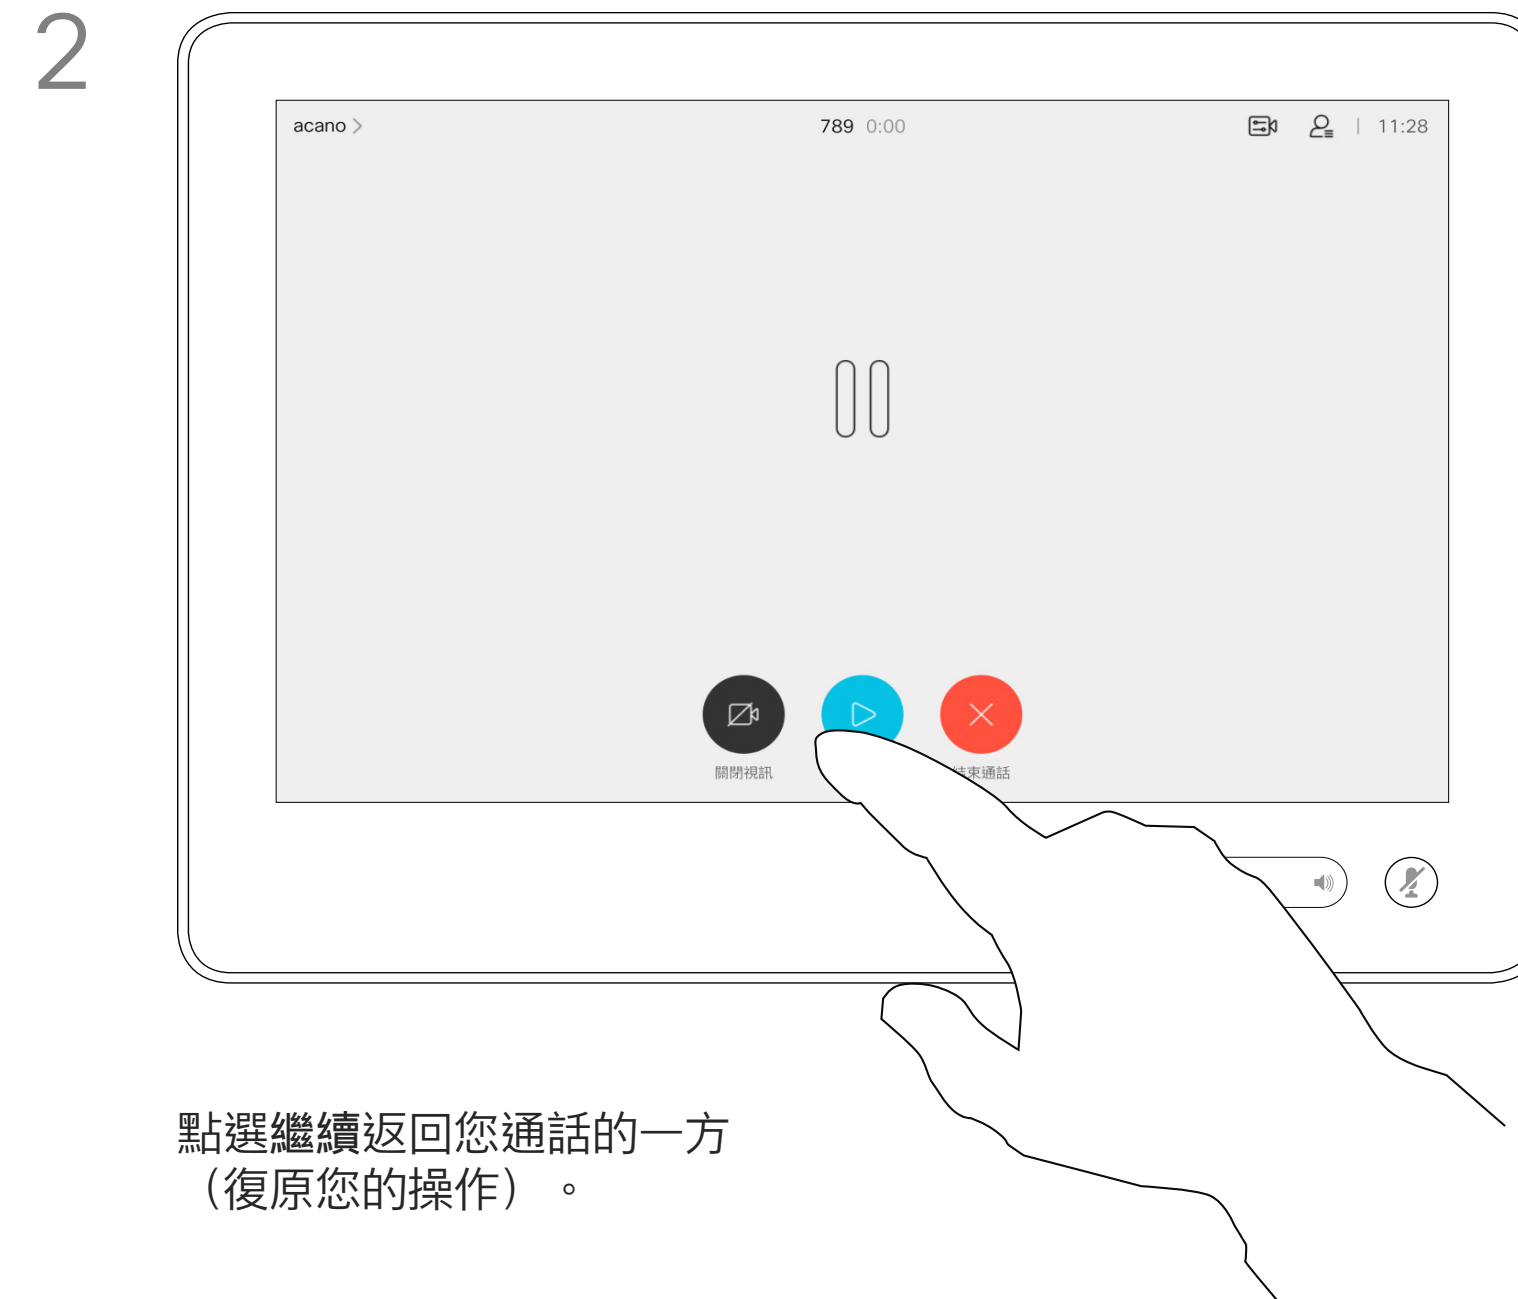 2
acano
789 0:00
11:28
關閉視訊
束通話
點選繼續返回您通話的一方
（復原您的操作）。